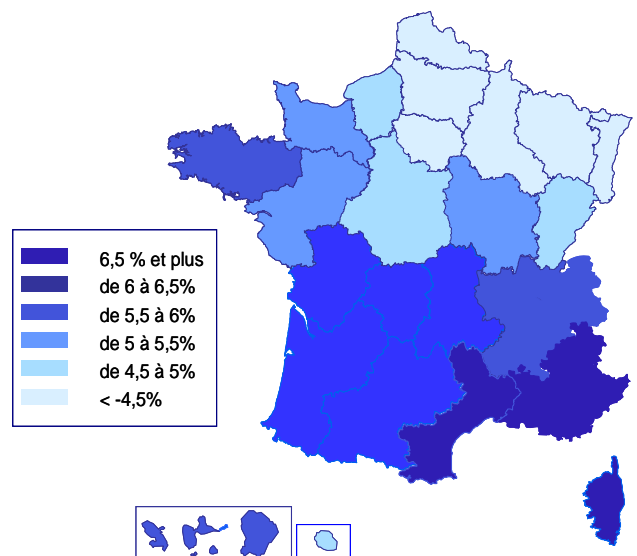 6,5 % et plus
de 6 à 6,5%
de 5,5 à 6%
de 5 à 5,5%
de 4,5 à 5%
< -4,5%